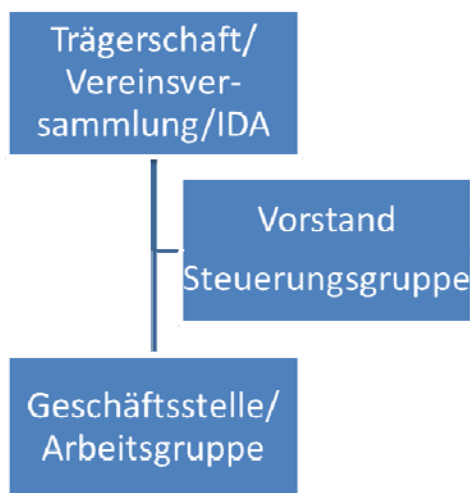 Trägerschaft/
Vereinsver-
sammlung/IDA
Vorstand
Steuerungsgruppe
Geschäftsstelle/
Arbeitsgruppe